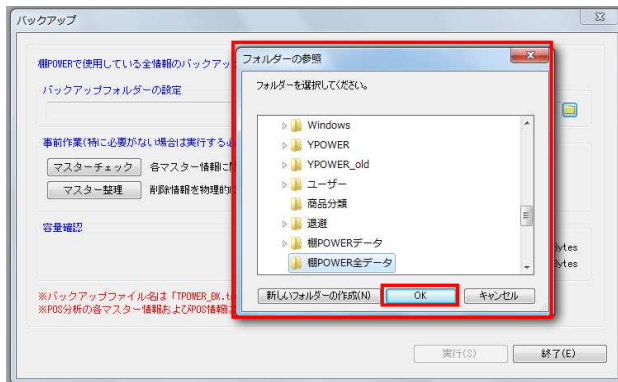 バックアップ
棚POWERで使用している全情報のバックアッ
バックアップフォルダーの設定
事前作業(特に必要がない場合は実行する必
マスターチェック 各マスター情報に
マスター整理 削除情報を物理的に
容量確認
Bytes
Bytes
※バックアップファイル名は「TPOWER_BK.t
※POS分析の各マスター情報およびPOS情報
実行(S) 終了(E)
フォルダーの参照
フォルダーを選択してください。
Windows
YPOWER
YPOWER_old
ユーザー
商品分類
退避
棚POWERデータ
棚POWER全データ
新しいフォルダーの作成(N) OK キャンセル